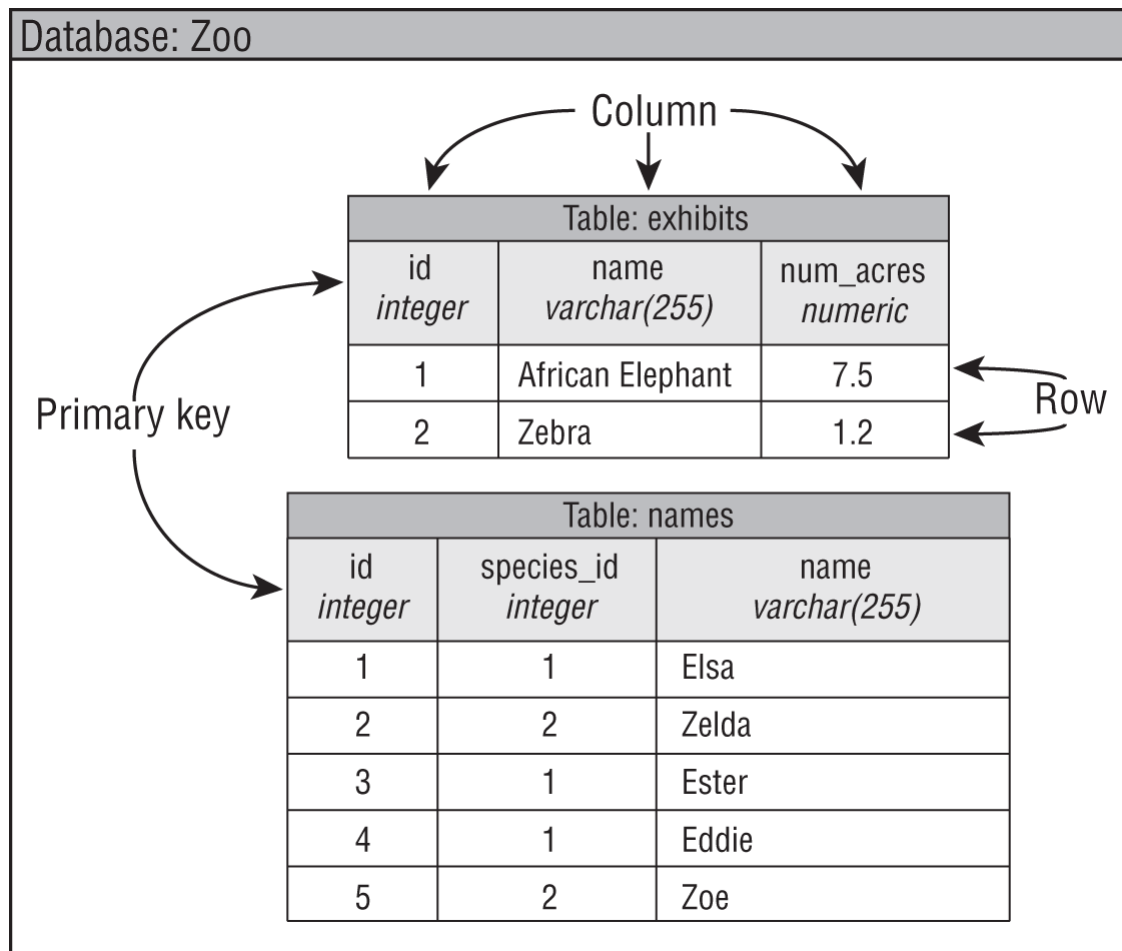 Database: Zoo
Column
Table: exhibits
id name num_acres
integer varchar(255) numeric
1 African Elephant 7.5
2 Zebra 1.2
Row
Primary key
Table: names
id species_id name
integer integer varchar(255)
1 1 Elsa
2 2 Zelda
3 1 Ester
4 1 Eddie
5 2 Zoe